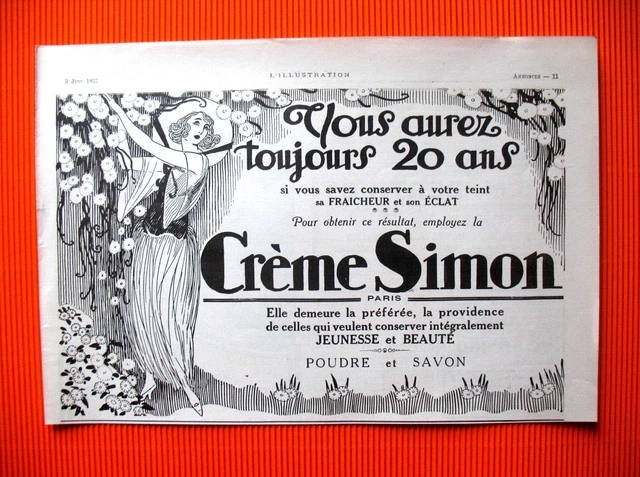 3 JUIN 1922
L'ILLUSTRATION
ANNONCES — 11
Vous aurez
toujours 20 ans
si vous savez conserver à votre teint
sa FRAICHEUR et son ÉCLAT
Pour obtenir ce résultat, employez la
Crème Simon
PARIS
Elle demeure la préférée, la providence
de celles qui veulent conserver intégralement
JEUNESSE et BEAUTÉ
POUDRE et SAVON